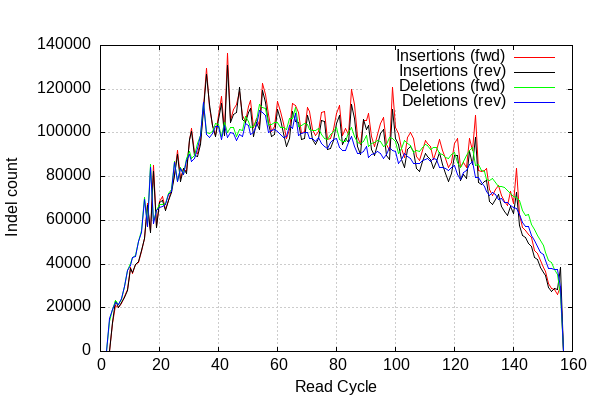 140000
Insertions (fwd)
Insertions (rev)
Deletions (fwd)
Deletions (rev)
120000
100000
80000
60000
40000
20000
0
Indel count
0 20 40 60 80 100 120 140 160
Read Cycle